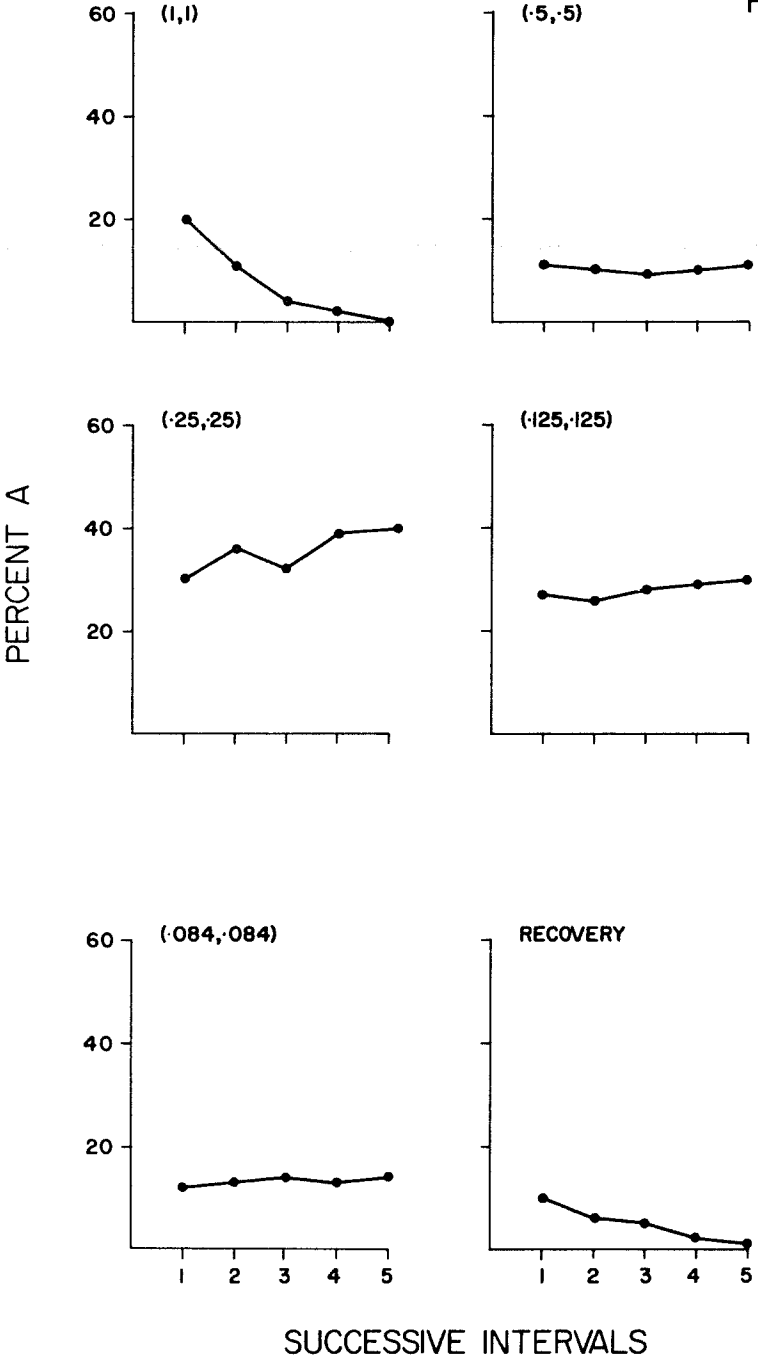 60 (1,1) (·5,·5)
40
20
60 (·25,·25) (·125,·125)
40
20
PERCENT A
60 (·084,·084) RECOVERY
40
20
1 2 3 4 5 1 2 3 4 5
SUCCESSIVE INTERVALS